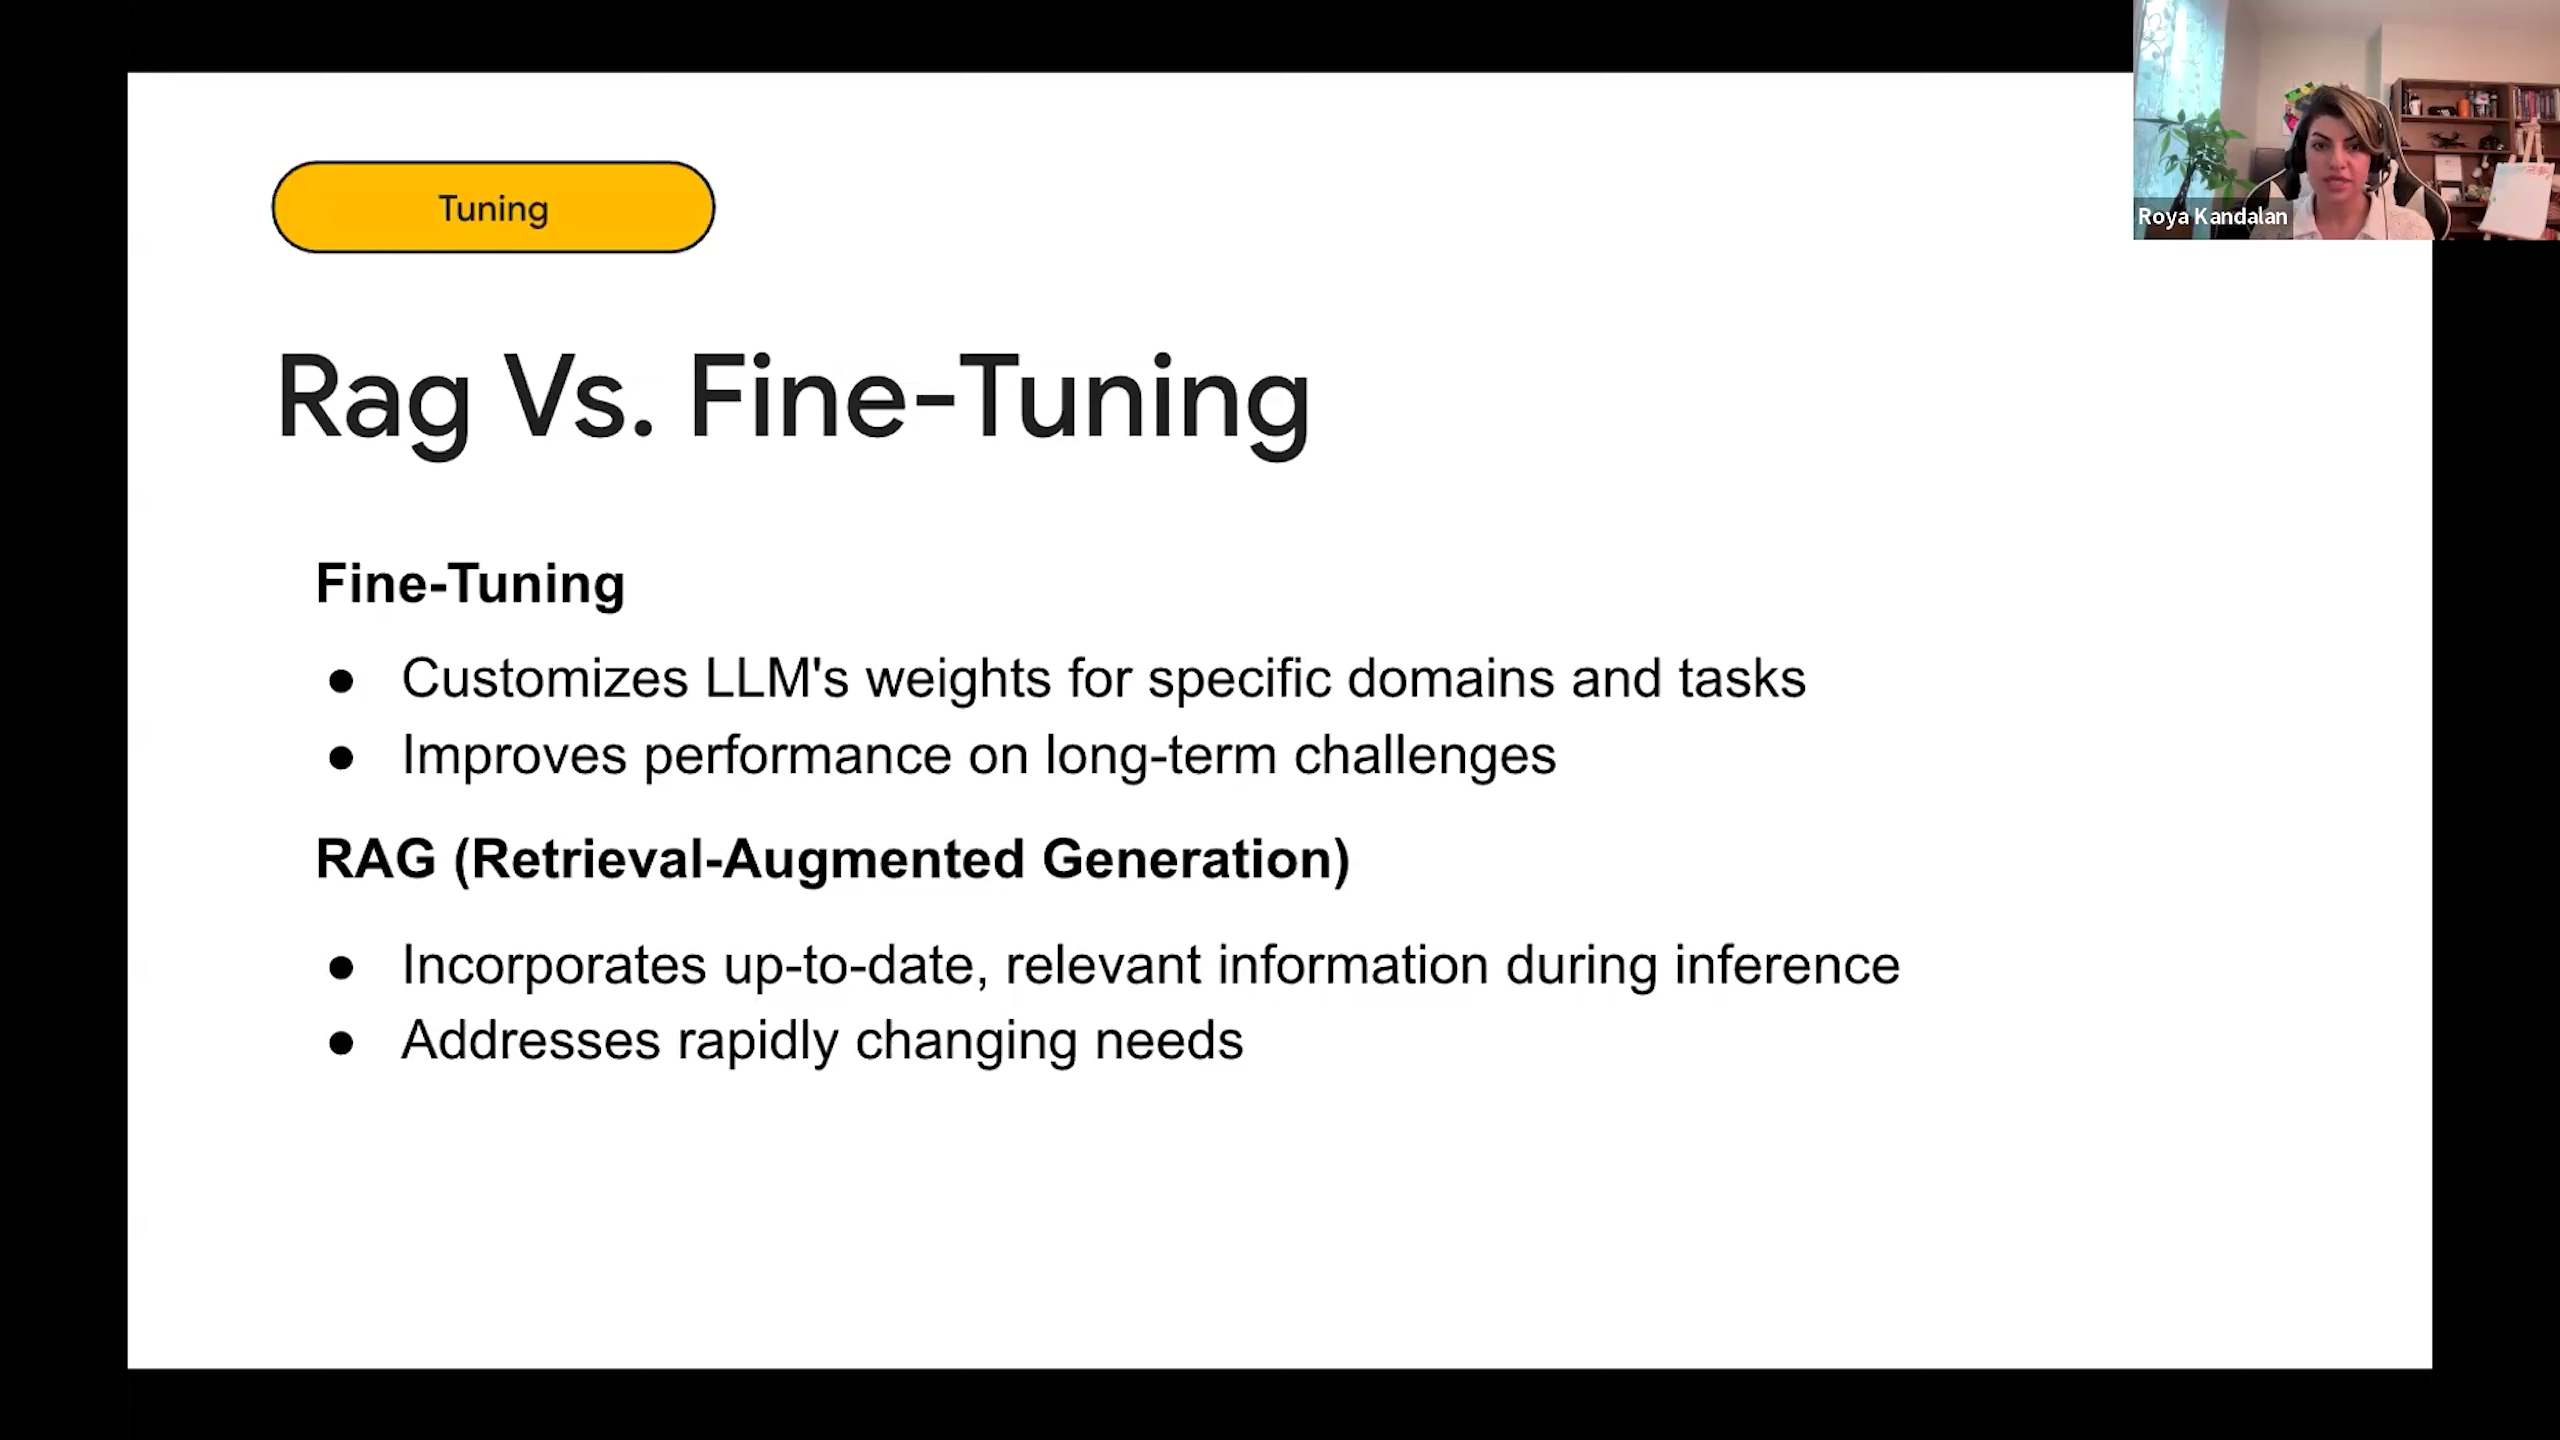 Tuning
Roya Kandalan
Rag Vs. Fine-Tuning
Fine-Tuning
● Customizes LLM's weights for specific domains and tasks
● Improves performance on long-term challenges
RAG (Retrieval-Augmented Generation)
● Incorporates up-to-date, relevant information during inference
● Addresses rapidly changing needs